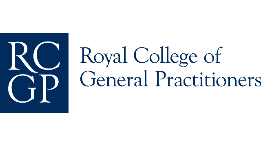 RC
GP
Royal College of
General Practitioners